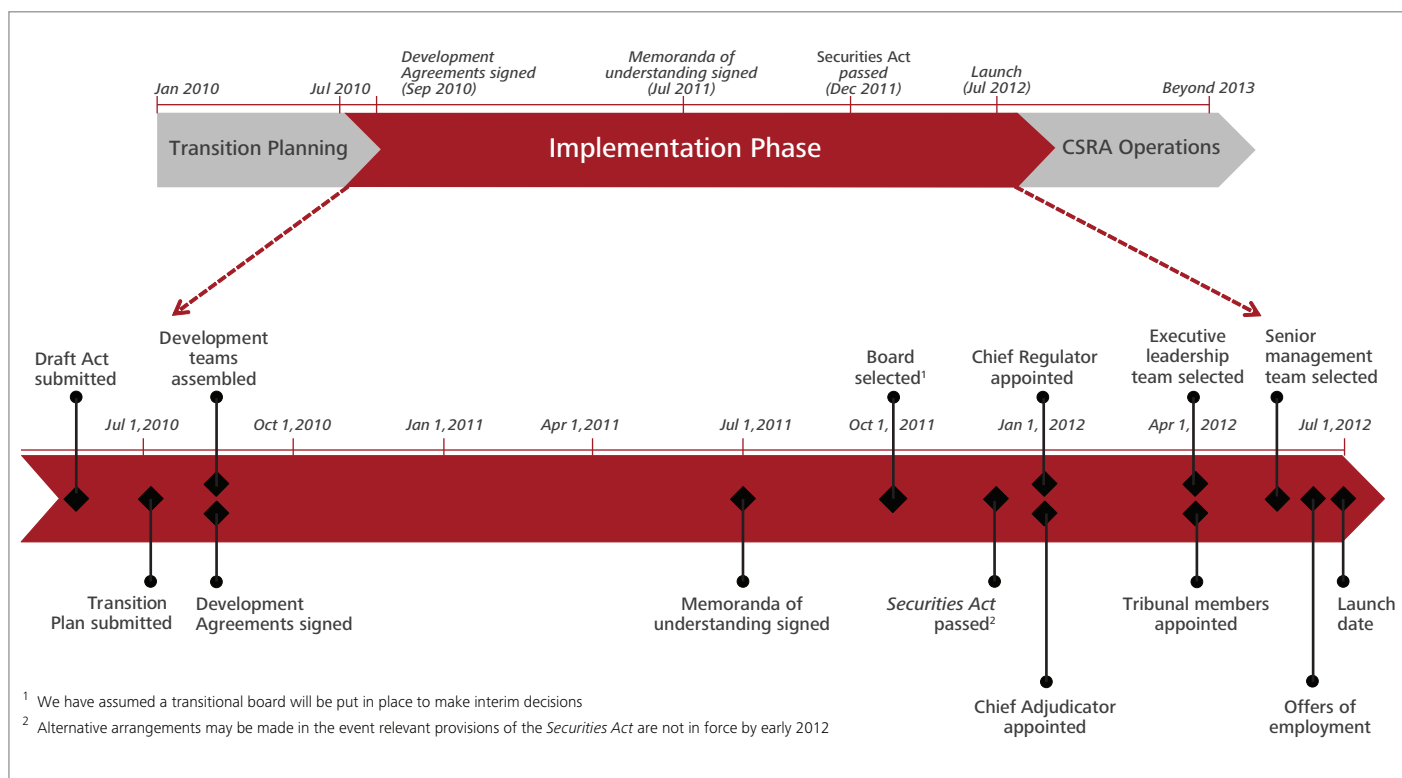 Development
Agreements signed
(Sep 2010)
Memoranda of
understanding signed
(Jul 2011)
Securities Act
passed
(Dec 2011)
Launch
(Jul 2012)
Jan 2010
Jul 2010
Beyond 2013
Transition Planning
Implementation Phase
CSRA Operations
Draft Act
submitted
Development
teams
assembled
Board
selected¹
Chief Regulator
appointed
Executive
leadership
team selected
Senior
management
team selected
Jul 1,2010
Oct 1,2010
Jan 1,2011
Apr 1,2011
Jul 1,2011
Oct 1, 2011
Jan 1, 2012
Apr 1, 2012
Jul 1,2012
Transition
Plan submitted
Development
Agreements signed
Memoranda of
understanding signed
Securities Act
passed²
Tribunal members
appointed
Launch
date
Chief Adjudicator
appointed
Offers of
employment
¹ We have assumed a transitional board will be put in place to make interim decisions
² Alternative arrangements may be made in the event relevant provisions of the Securities Act are not in force by early 2012